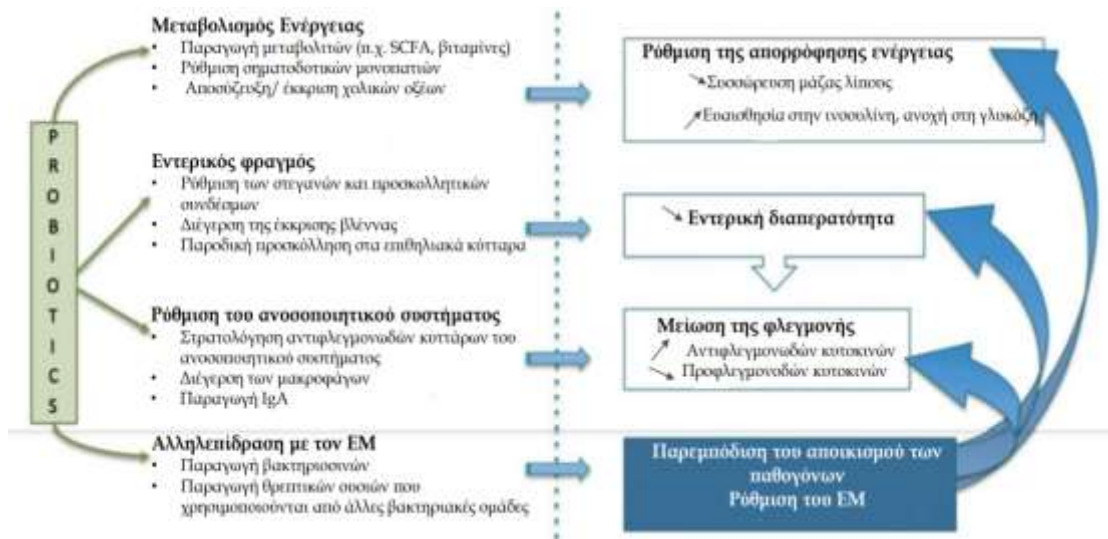 PROBIOTICS
Μεταβολισμός Ενέργειας
• Παραγωγή μεταβολιτών (π.χ. SCFA, βιταμίνες)
• Ρύθμιση σηματοδοτικών μονοπατιών
• Αποσύζευξη/ έκκριση χολικών οξέων
Εντερικός φραγμός
• Ρύθμιση των στεγανών και προσκολλητικών
συνδέσμων
• Διέγερση της έκκρισης βλέννας
• Παροδική προσκόλληση στα επιθηλιακά κύτταρα
Ρύθμιση του ανοσοποιητικού συστήματος
• Στρατολόγηση αντιφλεγμονωδών κυττάρων του
ανοσοποιητικού συστήματος
• Διέγερση των μακροφάγων
• Παραγωγή IgA
Αλληλεπίδραση με τον ΕΜ
• Παραγωγή βακτηριοσινών
• Παραγωγή θρεπτικών ουσιών που
χρησιμοποιούνται από άλλες βακτηριακές ομάδες
Ρύθμιση της απορρόφησης ενέργειας
Συσσώρευση μάζας λίπους
Ευαισθησία στην ινσουλίνη, ανοχή στη γλυκόζη
Εντερική διαπερατότητα
Μείωση της φλεγμονής
Αντιφλεγμονωδών κυτοκινών
Προφλεγμονοδών κυτοκινών
Παρεμπόδιση του αποικισμού των
παθογόνων
Ρύθμιση του ΕΜ